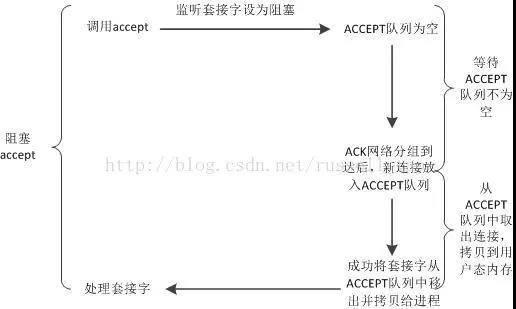 监听套接字设为阻塞
调用accept
ACCEPT队列为空
等待
ACCEPT
队列不为
空
阻塞
accept
ACK网络分组到
达后，新连接放
入ACCEPT队列
http://blog.csdn.net/rus
从
ACCEPT
队列中取
出连接，
拷贝到用
户态内存
成功将套接字从
ACCEPT队列中移
出并拷贝给进程
处理套接字